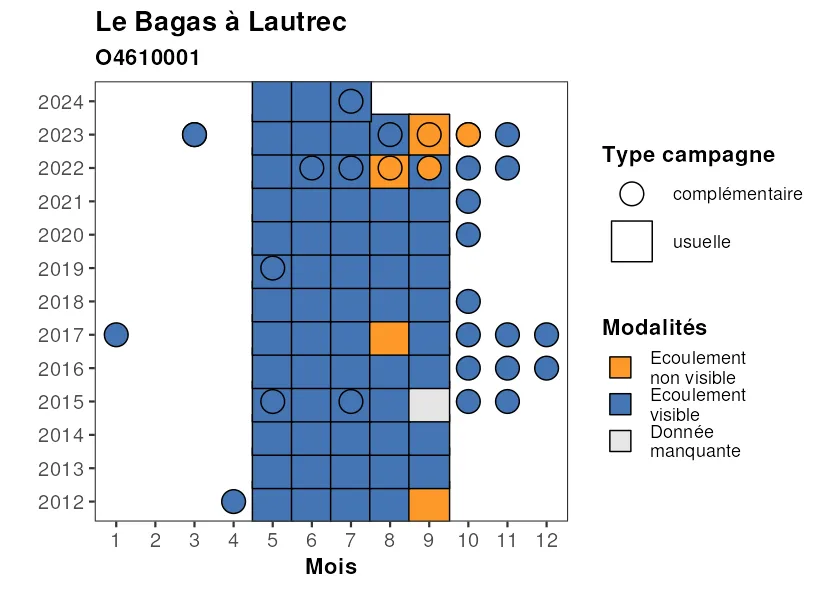 Le Bagas à Lautrec
O4610001
2024
2023
2022
2021
2020
2019
2018
2017
2016
2015
2014
2013
2012
1 2 3 4 5 6 7 8 9 10 11 12
Mois
Type campagne
complémentaire
usuelle
Modalités
Ecoulement
non visible
Ecoulement
visible
Donnée
manquante